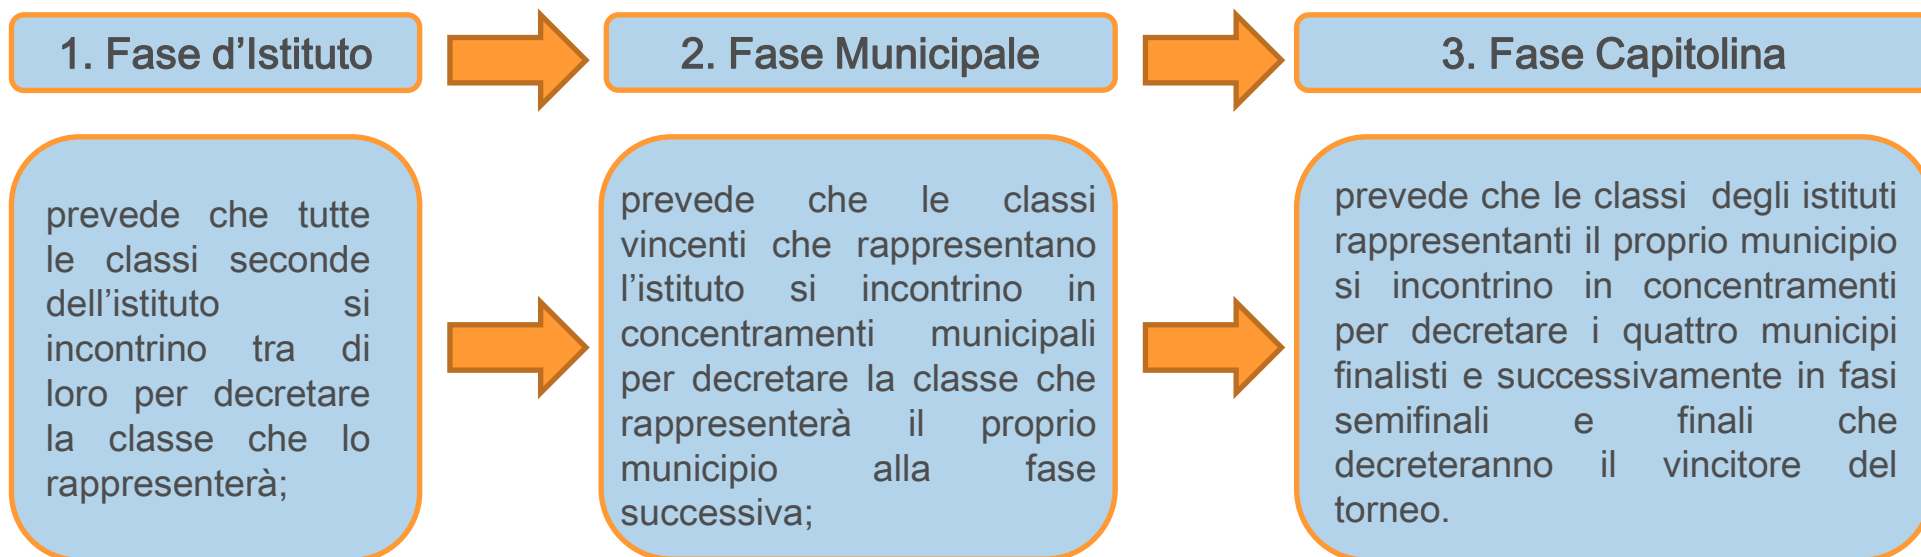 1. Fase d’Istituto
2. Fase Municipale
3. Fase Capitolina
prevede che tutte
le classi seconde
dell’istituto si
incontrino tra di
loro per decretare
la classe che lo
rappresenterà;
prevede che le classi
vincenti che rappresentano
l’istituto si incontrino in
concentramenti municipali
per decretare la classe che
rappresenterà il proprio
municipio alla fase
successiva;
prevede che le classi degli istituti
rappresentanti il proprio municipio
si incontrino in concentramenti
per decretare i quattro municipi
finalisti e successivamente in fasi
semifinali e finali che
decreteranno il vincitore del
torneo.